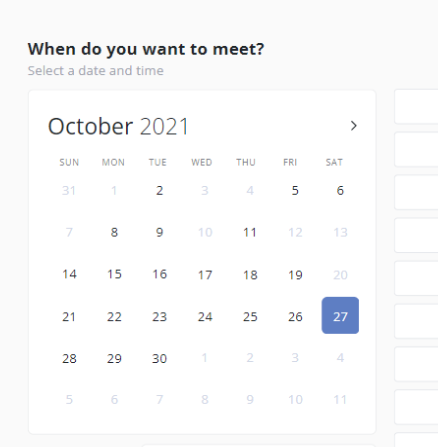 When do you want to meet?
Select a date and time
October 2021
SUN MON TUE WED THU FRI SAT
31 1 2 3 4 5 6
7 8 9 10 11 12 13
14 15 16 17 18 19 20
21 22 23 24 25 26 27
28 29 30 1 2 3 4
5 6 7 8 9 10 11